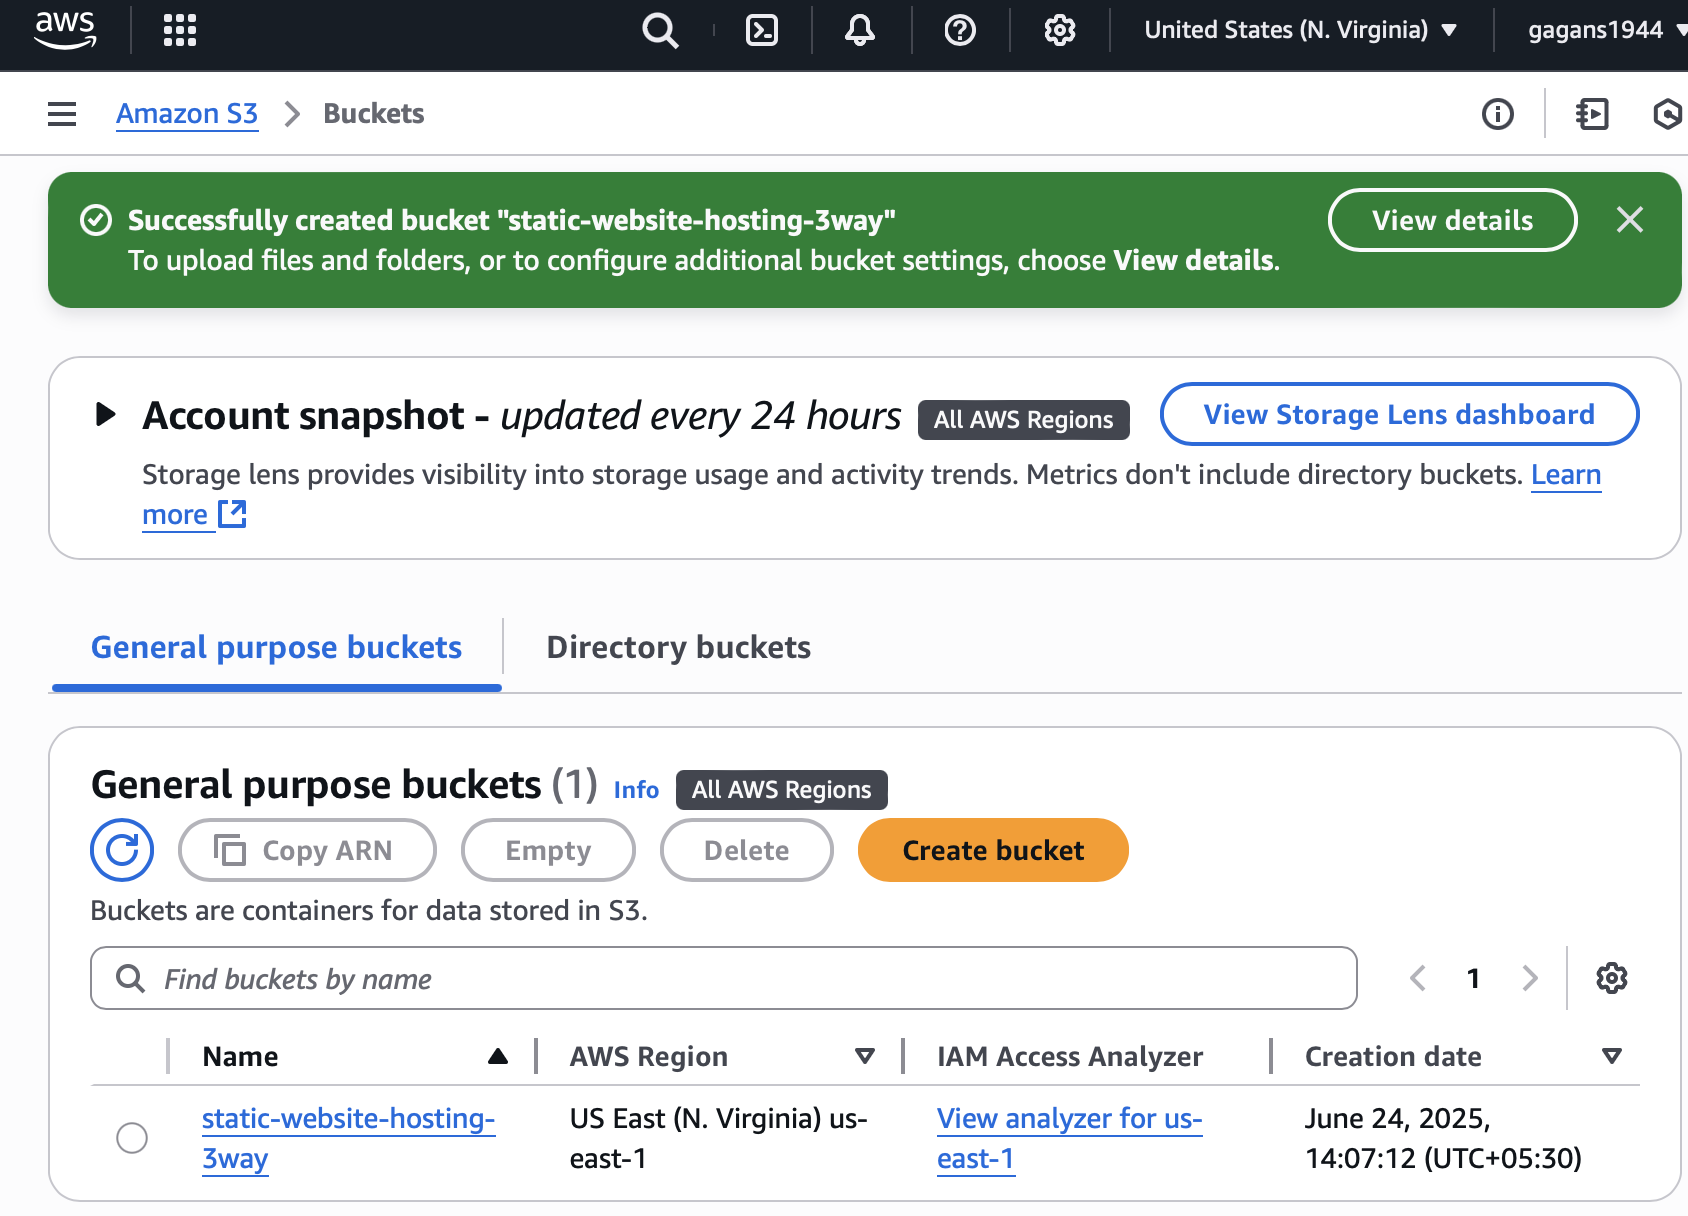 aws
United States (N. Virginia)
gagans1944
Amazon S3
Buckets
Successfully created bucket "static-website-hosting-3way"
View details
To upload files and folders, or to configure additional bucket settings, choose View details.
Account snapshot - updated every 24 hours
All AWS Regions
View Storage Lens dashboard
Storage lens provides visibility into storage usage and activity trends. Metrics don't include directory buckets. Learn
more
General purpose buckets
Directory buckets
General purpose buckets (1)
Info
All AWS Regions
Copy ARN
Empty
Delete
Create bucket
Buckets are containers for data stored in S3.
Find buckets by name
1
Name
AWS Region
IAM Access Analyzer
Creation date
static-website-hosting-
3way
US East (N. Virginia) us-
east-1
View analyzer for us-
east-1
June 24, 2025,
14:07:12 (UTC+05:30)